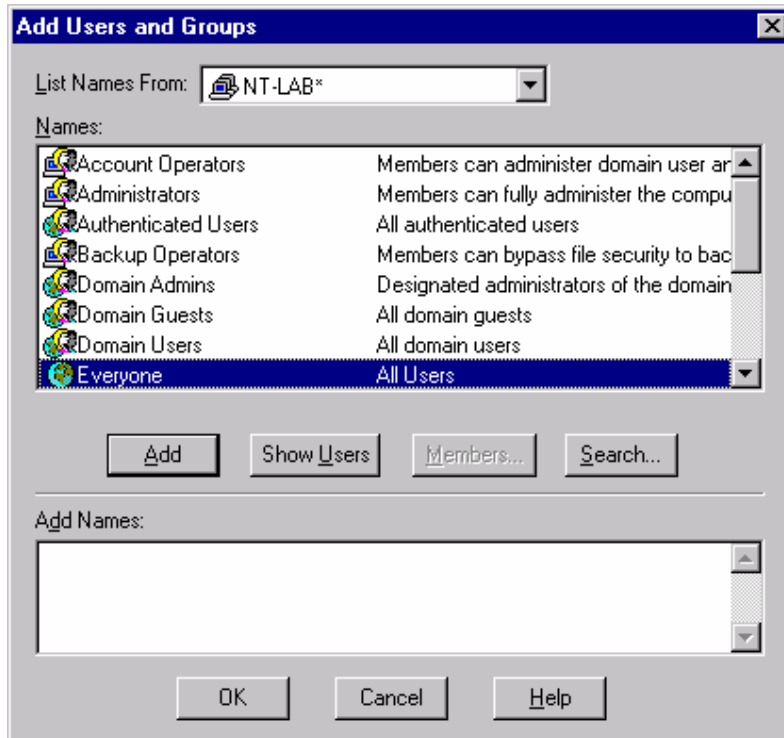 Add Users and Groups
List Names From: NT-LAB*
Names:
Account Operators Members can administer domain user ar
Administrators Members can fully administer the compu
Authenticated Users All authenticated users
Backup Operators Members can bypass file security to bac
Domain Admins Designated administrators of the domain
Domain Guests All domain guests
Domain Users All domain users
Everyone All Users
Add Show Users Members... Search...
Add Names:
OK Cancel Help